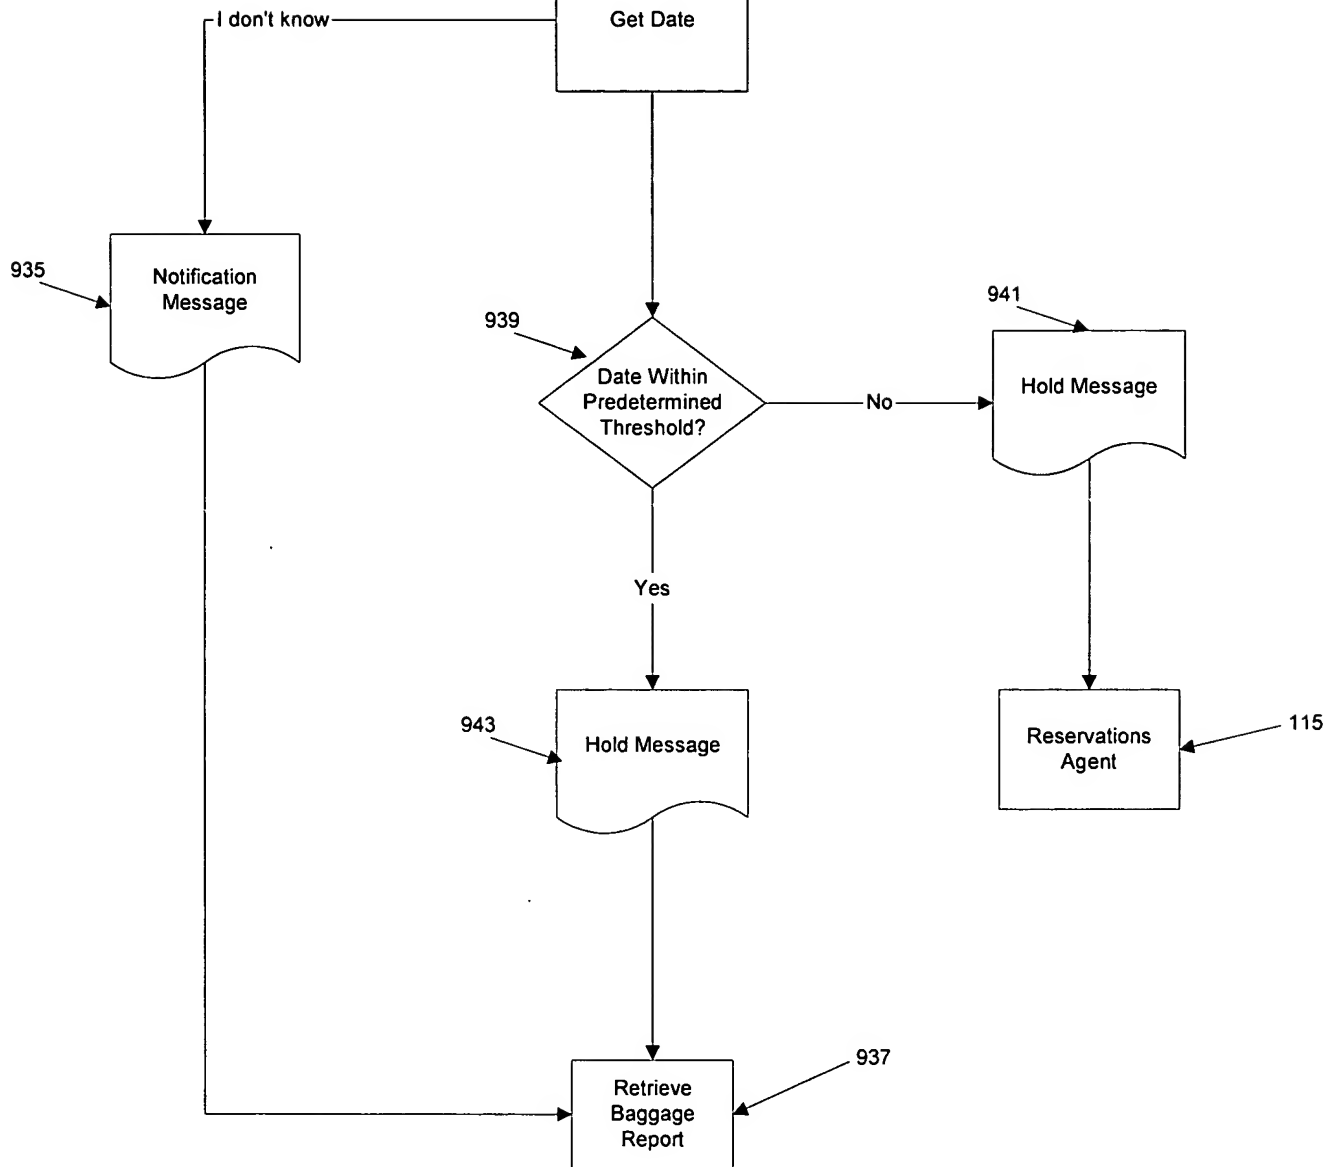 I don't know
Get Date
935
Notification
Message
941
939
Date Within
Predetermined
Threshold?
No
Hold Message
Yes
943
Hold Message
Reservations
Agent
115
937
Retrieve
Baggage
Report